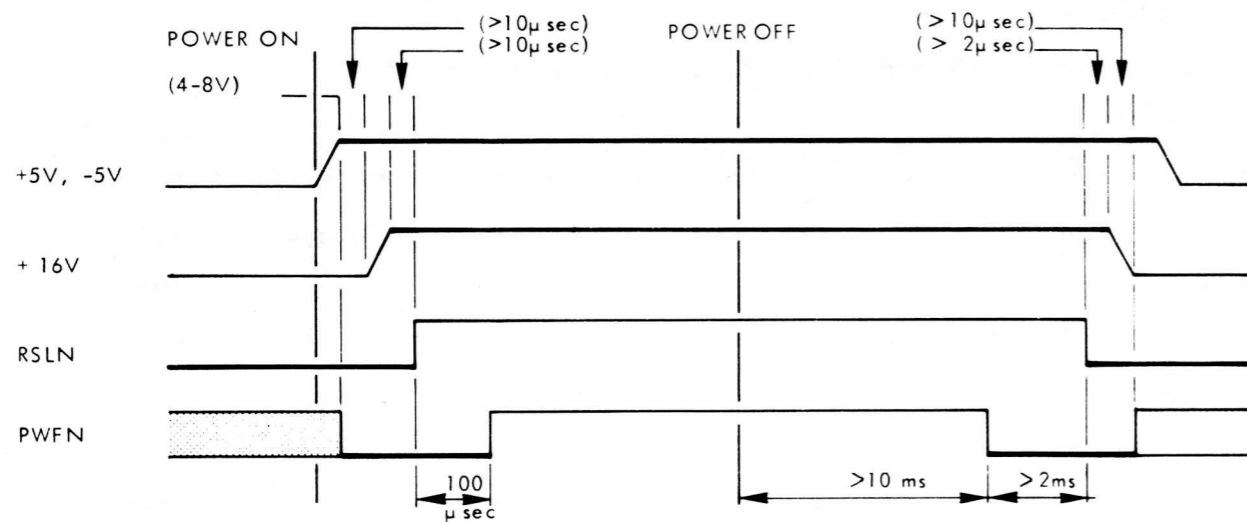 POWER ON
(4-8V)
(>10μ sec)
(>10μ sec)
POWER OFF
(>10μ sec)
(> 2μ sec)
+5V, -5V
+ 16V
RSLN
PWFN
100
μ sec
>10 ms
>2ms